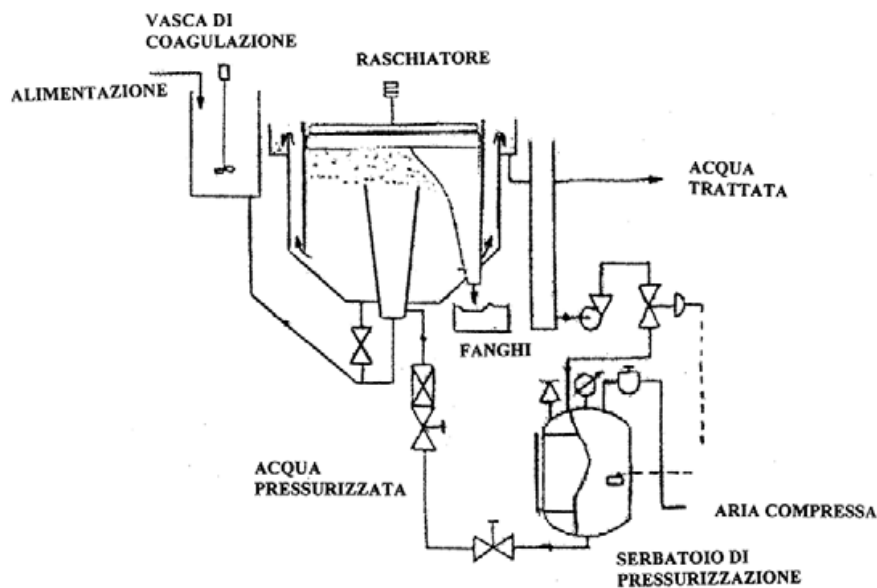 VASCA DI
COAGULAZIONE
ALIMENTAZIONE
RASCHIATORE
ACQUA
TRATTATA
FANGHI
ACQUA
PRESSURIZZATA
ARIA COMPRESSA
SERBATOIO DI
PRESSURIZZAZIONE